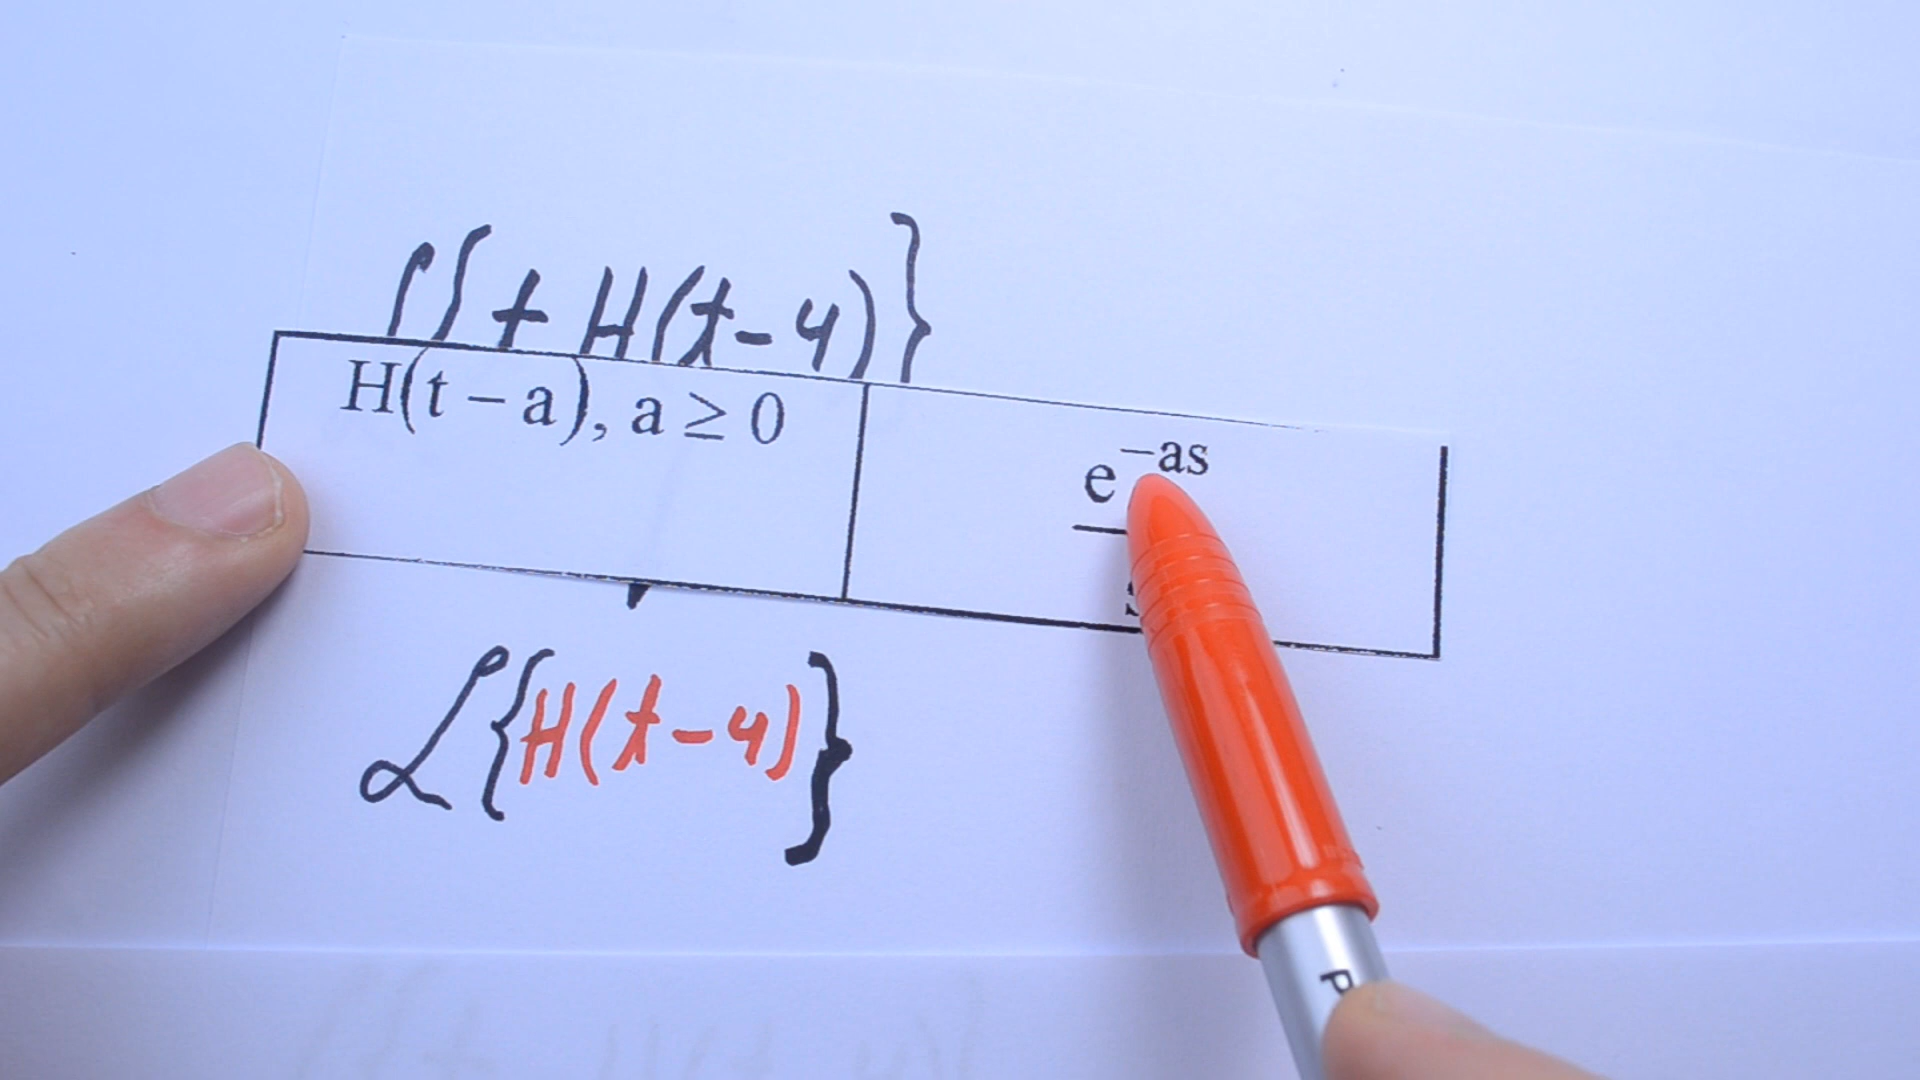 ℒ{t H(t-4)}
H(t – a), a ≥ 0
e^–as
s
ℒ{H(t-4)}
P